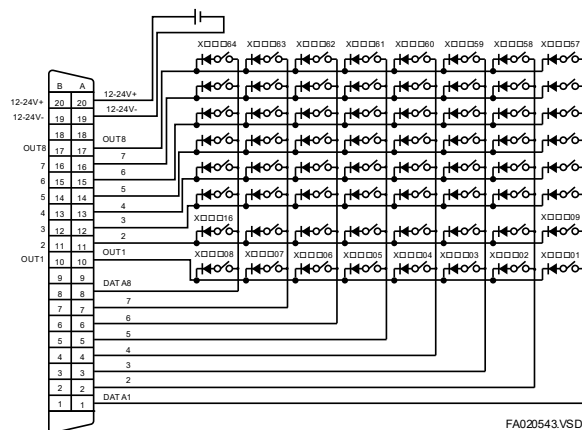 X□□□64 X□□□63 X□□□62 X□□□61 X□□□60 X□□□59 X□□□58 X□□□57
B A
12-24V+ 20 20 12-24V+
12-24V- 19 19 12-24V-
18 18
OUT8 17 17 OUT8
7 16 16 7
6 15 15 6
5 14 14 5
4 13 13 4
3 12 12 3
X□□□16 X□□□09
2 11 11 2
OUT1 10 10 OUT1
X□□□08 X□□□07 X□□□06 X□□□05 X□□□04 X□□□03 X□□□02 X□□□01
9 9
8 8 DATA8
7 7 7
6 6 6
5 5 5
4 4 4
3 3 3
2 2 2
1 1 DATA1
FA020543.VSD